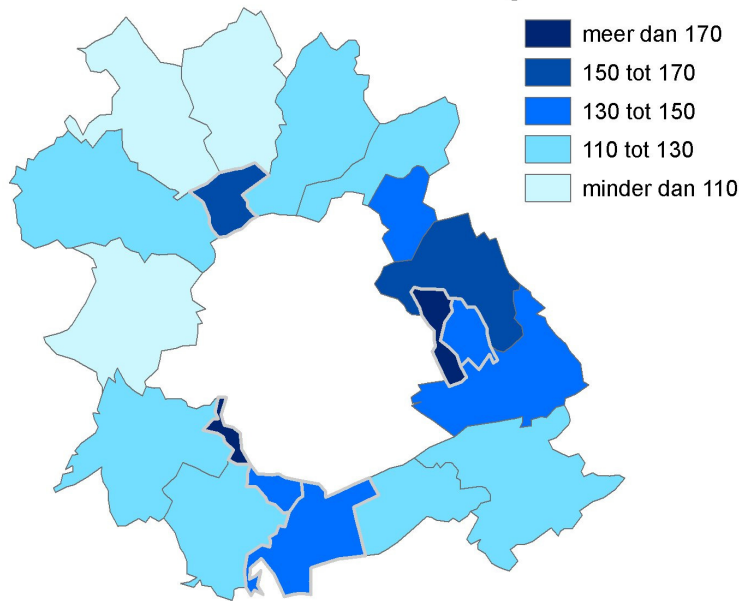 meer dan 170
150 tot 170
130 tot 150
110 tot 130
minder dan 110